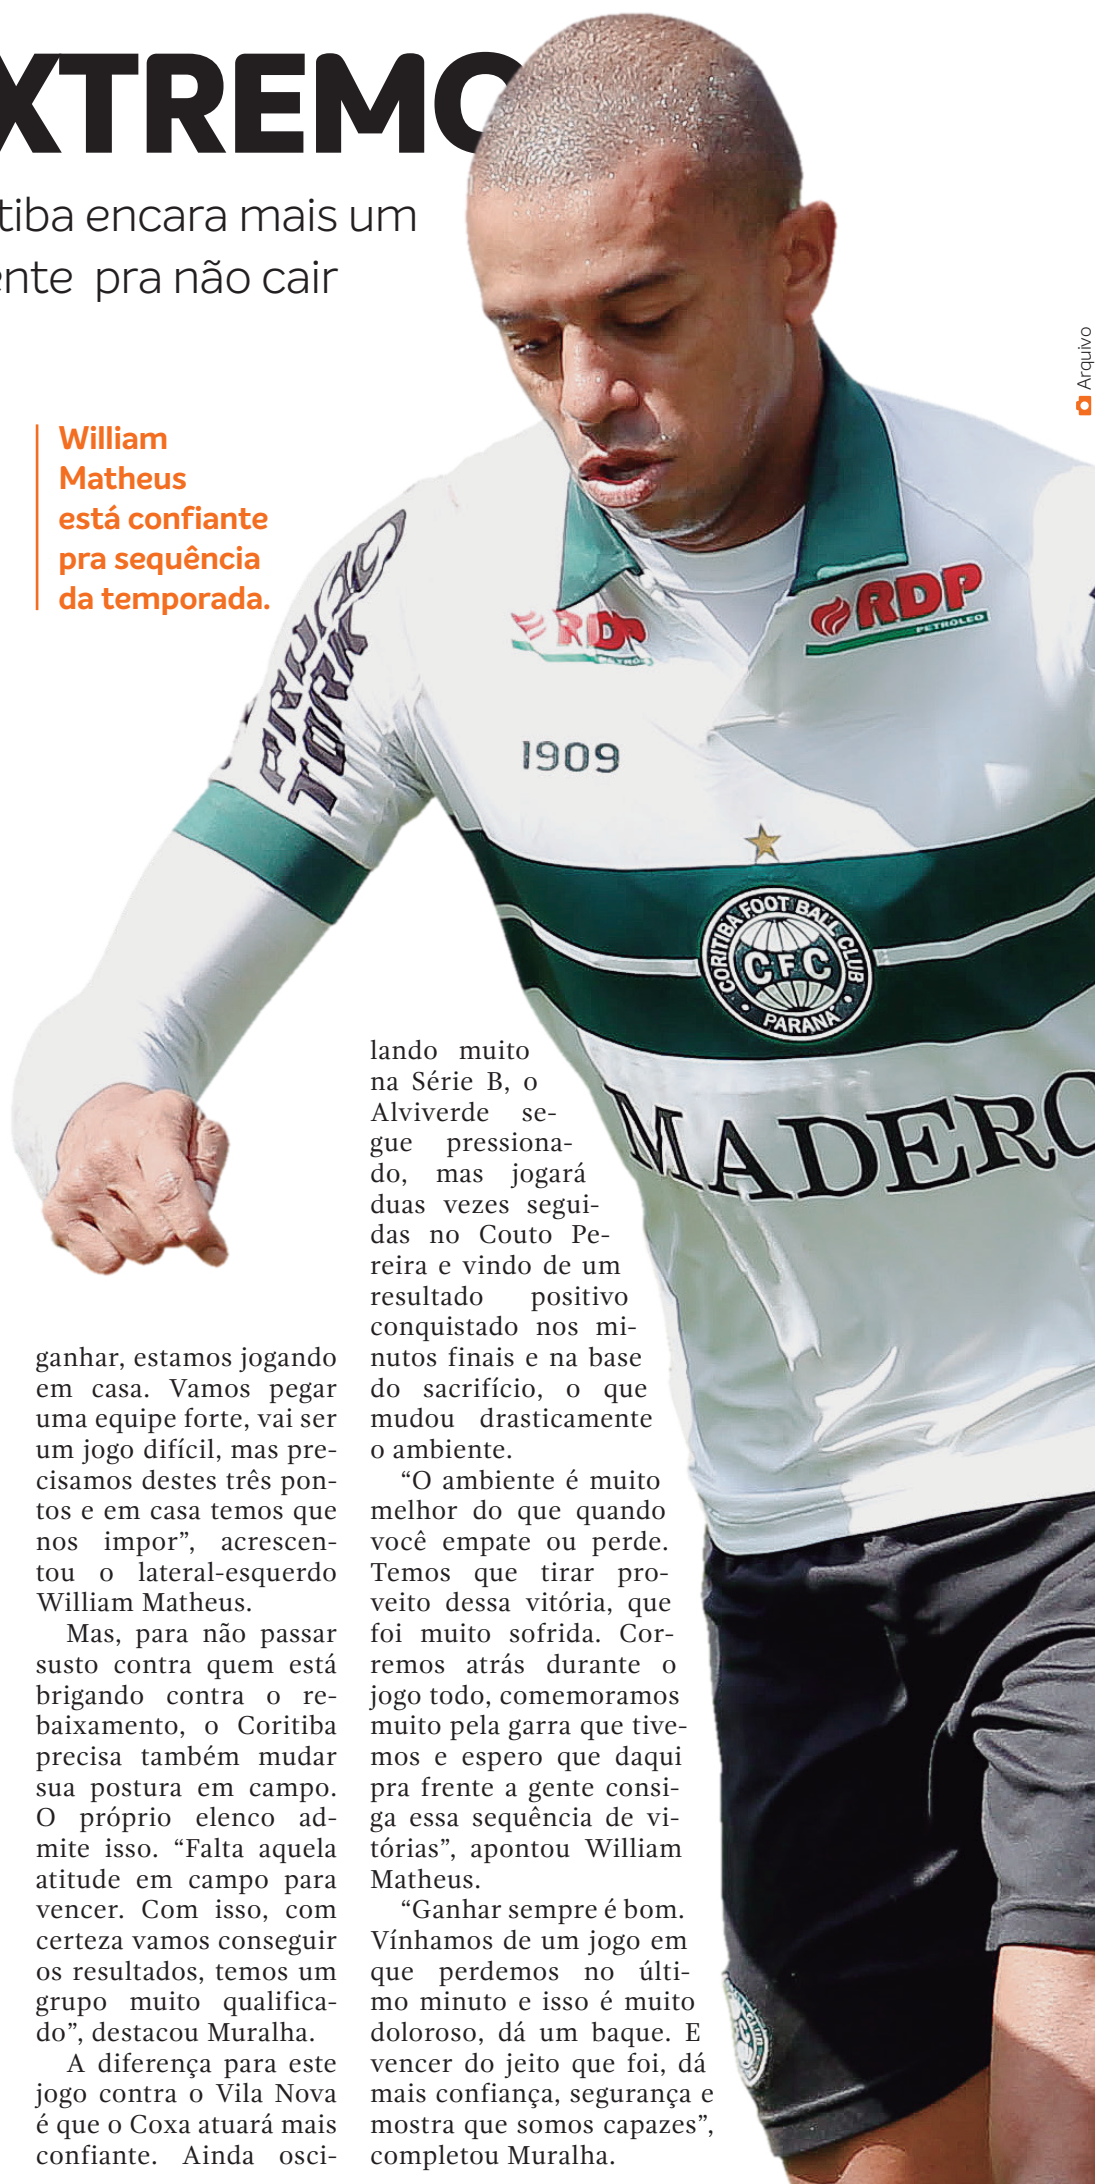 XTREMO
tiba encara mais um
ente pra não cair
Arquivo
William
Matheus
está confiante
pra sequência
da temporada.
RDP
PETRÓLEO
RDP
PETRÓLEO
PRO
TORK
1909
CORITIBA FOOT BALL CLUB
CFC
PARANÁ
MADERO
ganhar, estamos jogando
em casa. Vamos pegar
uma equipe forte, vai ser
um jogo difícil, mas pre-
cisamos destes três pon-
tos e em casa temos que
nos impor”, acrescen-
tou o lateral-esquerdo
William Matheus.
Mas, para não passar
susto contra quem está
brigando contra o re-
baixamento, o Coritiba
precisa também mudar
sua postura em campo.
O próprio elenco ad-
mite isso. “Falta aquela
atitude em campo para
vencer. Com isso, com
certeza vamos conseguir
os resultados, temos um
grupo muito qualifica-
do”, destacou Muralha.
A diferença para este
jogo contra o Vila Nova
é que o Coxa atuará mais
confiante. Ainda osci-
lando muito
na Série B, o
Alviverde se-
gue pressiona-
do, mas jogará
duas vezes segui-
das no Couto Pe-
reira e vindo de um
resultado positivo
conquistado nos mi-
nutos finais e na base
do sacrifício, o que
mudou drasticamente
o ambiente.
“O ambiente é muito
melhor do que quando
você empate ou perde.
Temos que tirar pro-
veito dessa vitória, que
foi muito sofrida. Cor-
remos atrás durante o
jogo todo, comemoramos
muito pela garra que tive-
mos e espero que daqui
pra frente a gente consi-
ga essa sequência de vi-
tórias”, apontou William
Matheus.
“Ganhar sempre é bom.
Vínhamos de um jogo em
que perdemos no últi-
mo minuto e isso é muito
doloroso, dá um baque. E
vencer do jeito que foi, dá
mais confiança, segurança e
mostra que somos capazes”,
completou Muralha.